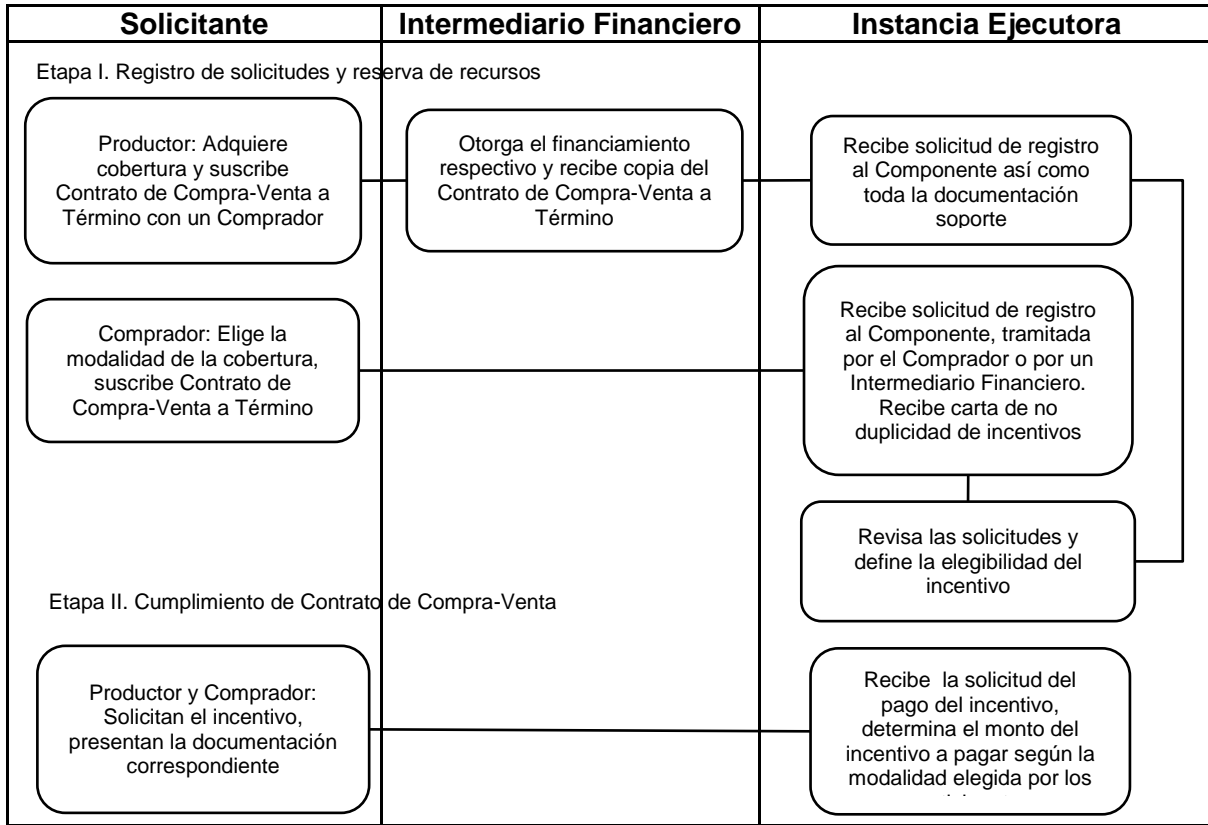 Solicitante
Intermediario Financiero
Instancia Ejecutora
Etapa I. Registro de solicitudes y reserva de recursos
Productor: Adquiere
cobertura y suscribe
Contrato de Compra-Venta a
Término con un Comprador
Otorga el financiamiento
respectivo y recibe copia del
Contrato de Compra-Venta a
Término
Recibe solicitud de registro
al Componente así como
toda la documentación
soporte
Comprador: Elige la
modalidad de la cobertura,
suscribe Contrato de
Compra-Venta a Término
Recibe solicitud de registro
al Componente, tramitada
por el Comprador o por un
Intermediario Financiero.
Recibe carta de no
duplicidad de incentivos
Revisa las solicitudes y
define la elegibilidad del
incentivo
Etapa II. Cumplimiento de Contrato de Compra-Venta
Productor y Comprador:
Solicitan el incentivo,
presentan la documentación
correspondiente
Recibe la solicitud del
pago del incentivo,
determina el monto del
incentivo a pagar según la
modalidad elegida por los